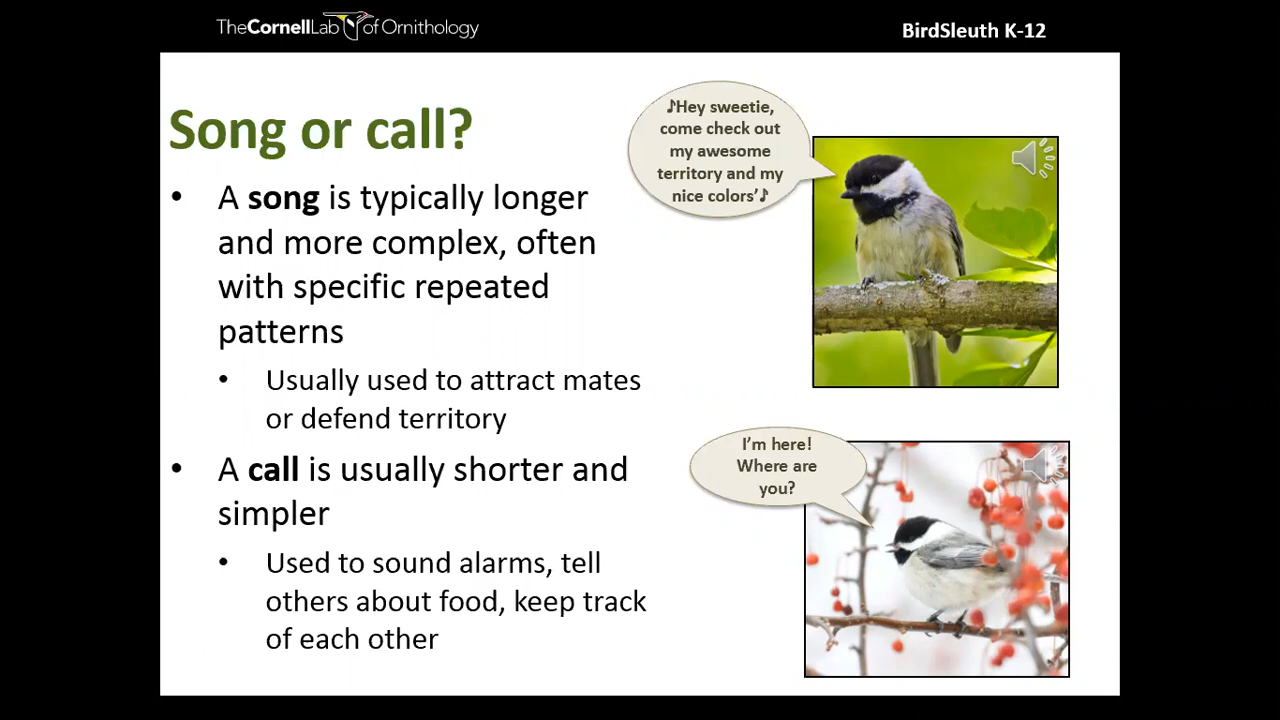 TheCornellLab of Ornithology
BirdSleuth K-12
Song or call?
• A song is typically longer
and more complex, often
with specific repeated
patterns
• Usually used to attract mates
or defend territory
• A call is usually shorter and
simpler
• Used to sound alarms, tell
others about food, keep track
of each other
♪Hey sweetie,
come check out
my awesome
territory and my
nice colors’♪
I’m here!
Where are
you?